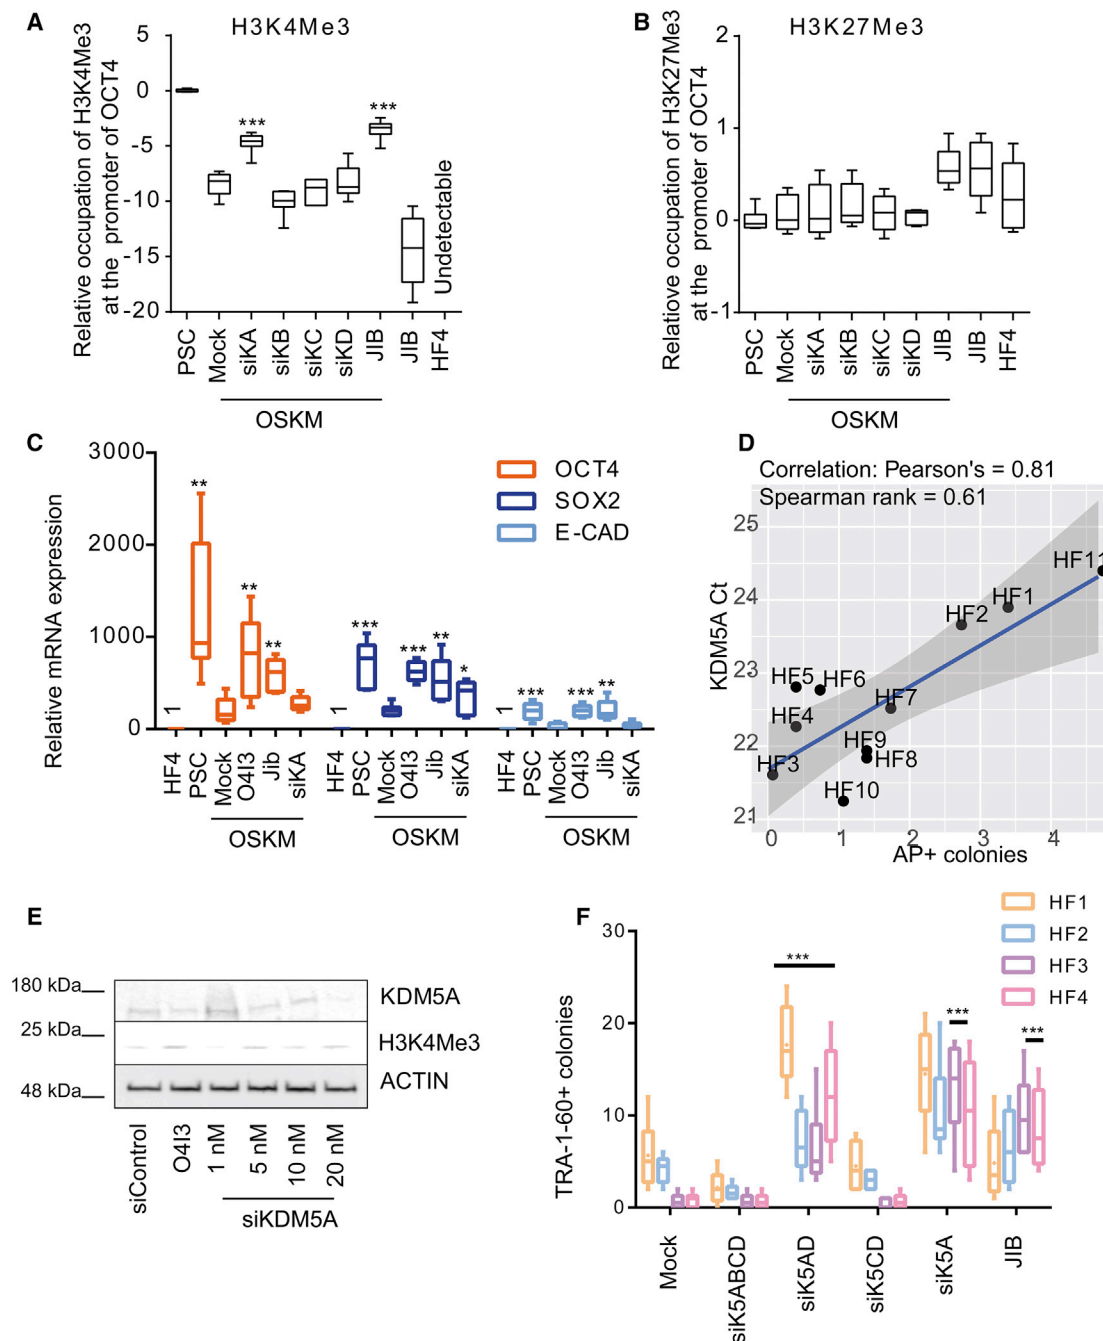 A
H3K4Me3
Relative occupation of H3K4Me3
at the promoter of OCT4
5
0
-5
-10
-15
-20
***
***
Undetectable
PSC
Mock
siKA
siKB
siKC
siKD
JIB
JIB
HF4
OSKM
B
H3K27Me3
Relatiove occupation of H3K27Me3
at the promoter of OCT4
2
1
0
-1
PSC
Mock
siKA
siKB
siKC
siKD
JIB
JIB
HF4
OSKM
C
Relative mRNA expression
3000
2000
1000
0
OCT4
SOX2
E-CAD
1
**
**
**
1
***
***
**
*
1
***
***
**
HF4
PSC
Mock
O4I3
Jib
siKA
OSKM
HF4
PSC
Mock
O4I3
Jib
siKA
OSKM
HF4
PSC
Mock
O4I3
Jib
siKA
OSKM
D
Correlation: Pearson's = 0.81
Spearman rank = 0.61
KDM5A Ct
25
24
23
22
21
HF11
HF1
HF2
HF5
HF6
HF7
HF4
HF9
HF8
HF3
HF10
0
1
2
3
4
AP+ colonies
E
180 kDa
25 kDa
48 kDa
KDM5A
H3K4Me3
ACTIN
siControl
O4I3
1 nM
5 nM
10 nM
20 nM
siKDM5A
F
TRA-1-60+ colonies
30
20
10
0
HF1
HF2
HF3
HF4
***
***
***
Mock
siK5ABCD
siK5AD
siK5CD
siK5A
JIB